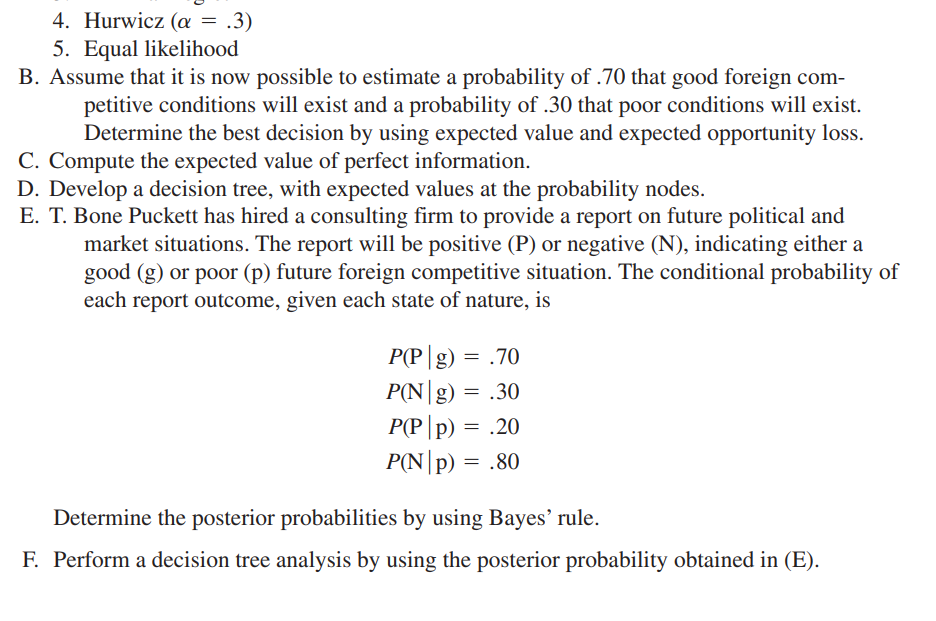 4. Hurwicz (α = .3)
5. Equal likelihood
B. Assume that it is now possible to estimate a probability of .70 that good foreign com-
petitive conditions will exist and a probability of .30 that poor conditions will exist.
Determine the best decision by using expected value and expected opportunity loss.
C. Compute the expected value of perfect information.
D. Develop a decision tree, with expected values at the probability nodes.
E. T. Bone Puckett has hired a consulting firm to provide a report on future political and
market situations. The report will be positive (P) or negative (N), indicating either a
good (g) or poor (p) future foreign competitive situation. The conditional probability of
each report outcome, given each state of nature, is
P(P|g) = .70
P(N|g) = .30
P(P|p) = .20
P(N|p) = .80
Determine the posterior probabilities by using Bayes’ rule.
F. Perform a decision tree analysis by using the posterior probability obtained in (E).